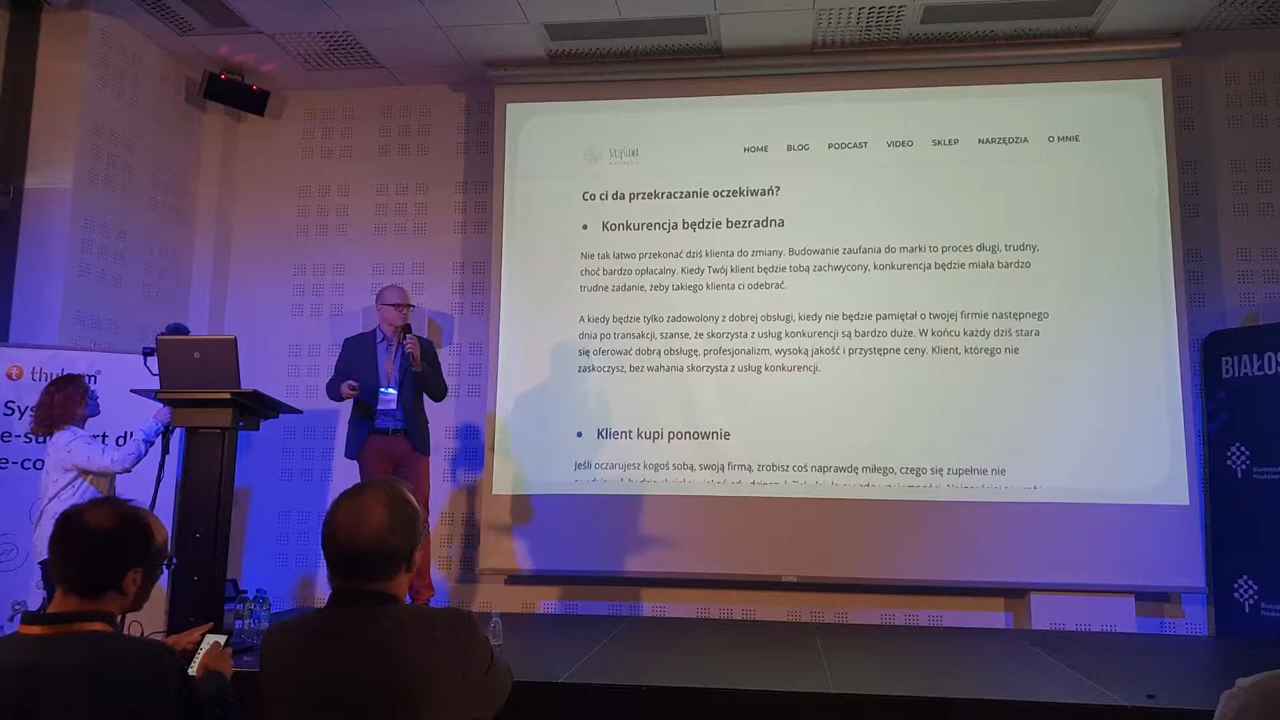 HOME BLOG PODCAST VIDEO SKLEP NARZĘDZIA O MNIE
Co ci da przekraczanie oczekiwań?
• Konkurencja będzie bezradna
Nie tak łatwo przekonać dziś klienta do zmiany. Budowanie zaufania do marki to proces długi, trudny,
choć bardzo opłacalny. Kiedy Twój klient będzie tobą zachwycony, konkurencja będzie miała bardzo
trudne zadanie, żeby takiego klienta ci odebrać.
A kiedy będzie tylko zadowolony z dobrej obsługi, kiedy nie będzie pamiętał o twojej firmie następnego
dnia po transakcji, szanse, że skorzysta z usług konkurencji są bardzo duże. W końcu każdy dziś stara
się oferować dobrą obsługę, profesjonalizm, wysoką jakość i przystępne ceny. Klient, którego nie
zaskoczysz, bez wahania skorzysta z usług konkurencji.
• Klient kupi ponownie
Jeśli oczarujesz kogoś sobą, swoją firmą, zrobisz coś naprawdę miłego, czego się zupełnie nie
hp
t